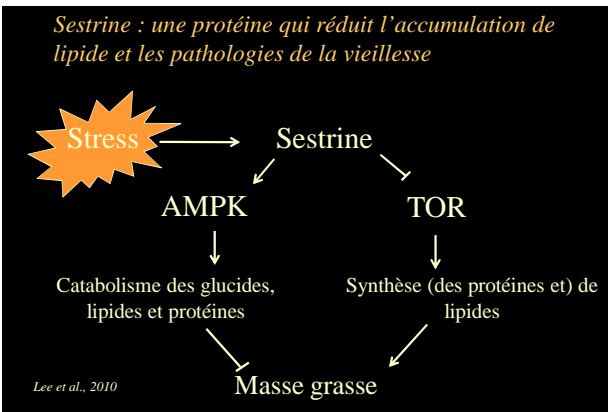 Sestrine : une protéine qui réduit l’accumulation de
lipide et les pathologies de la vieillesse
Stress
Sestrine
AMPK
TOR
Catabolisme des glucides,
lipides et protéines
Synthèse (des protéines et) de
lipides
Lee et al., 2010
Masse grasse